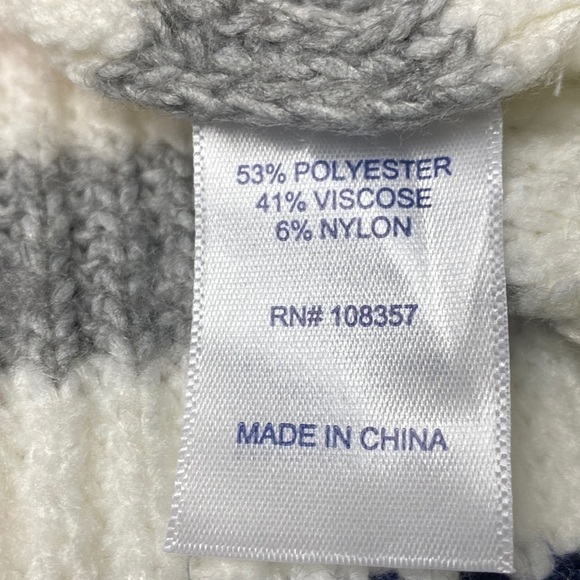 53% POLYESTER
41% VISCOSE
6% NYLON
RN# 108357
MADE IN CHINA